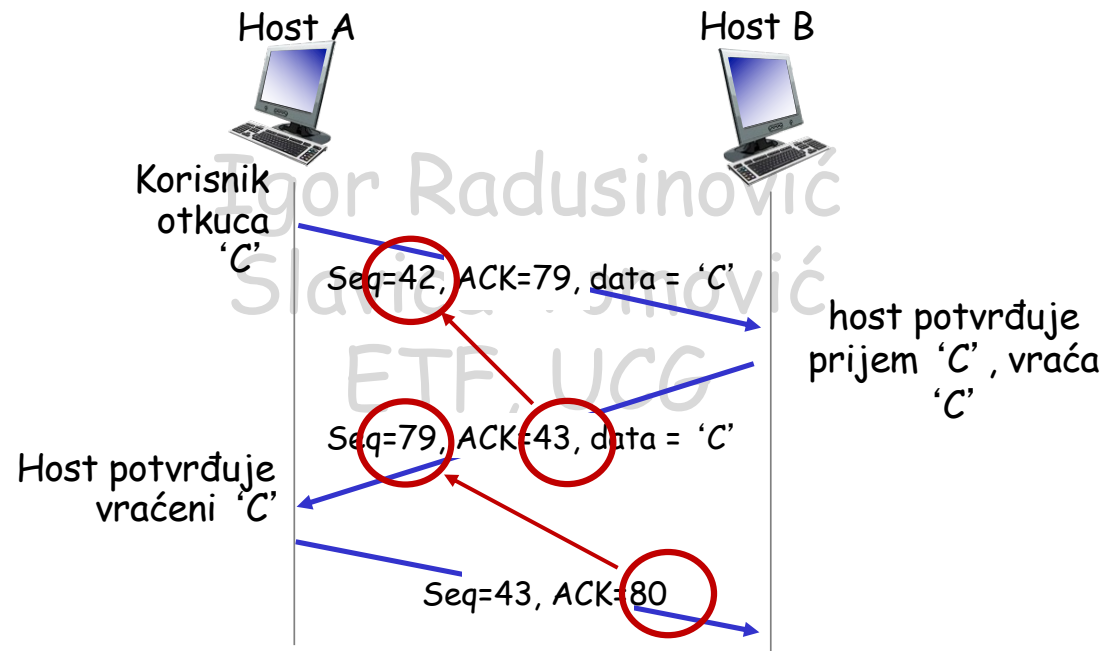 Host A
Host B
Igor Radusinović
Korisnik
otkuca
‘C’
Seq=42, ACK=79, data = ‘C’
host potvrđuje
prijem ‘C’ , vraća
‘C’
ETF, UCG
Seq=79, ACK=43, data = ‘C’
Host potvrđuje
vraćeni ‘C’
Seq=43, ACK=80